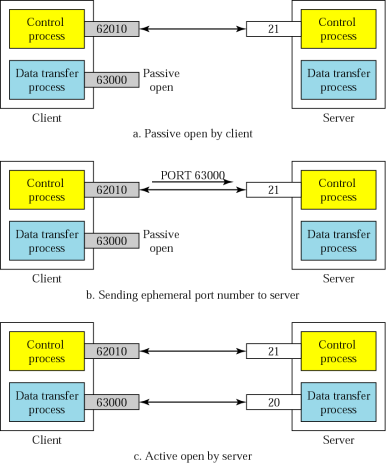 Control process
62010
21
Control process
Data transfer process
63000
Passive open
Data transfer process
Client
Server
a. Passive open by client
PORT 63000
Control process
62010
21
Control process
Data transfer process
63000
Passive open
Data transfer process
Client
Server
b. Sending ephemeral port number to server
Control process
62010
21
Control process
Data transfer process
63000
20
Data transfer process
Client
Server
c. Active open by server